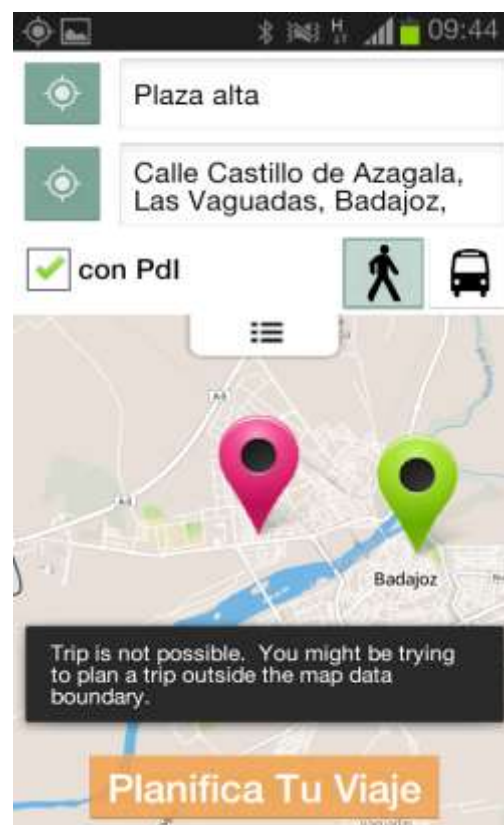 09:44
Plaza alta
Calle Castillo de Azagala,
Las Vaguadas, Badajoz,
con PdI
Badajoz
Trip is not possible. You might be trying
to plan a trip outside the map data
boundary.
Planifica Tu Viaje